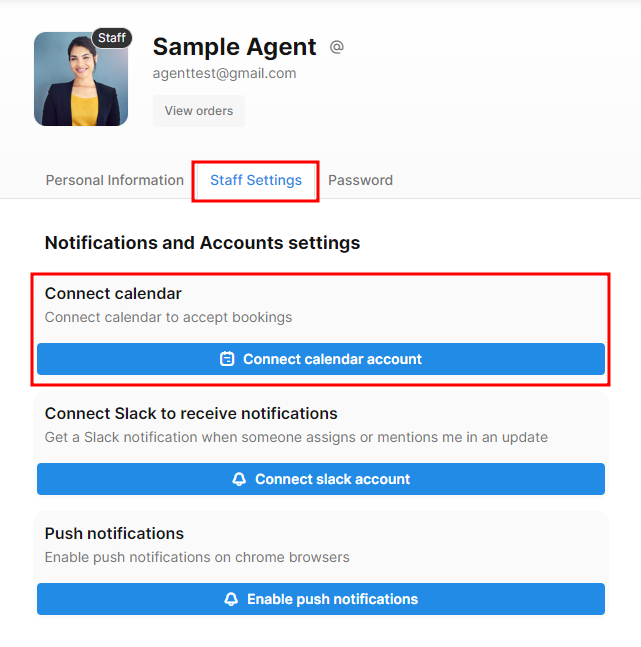 Staff
Sample Agent @
agenttest@gmail.com
View orders
Personal Information Staff Settings Password
Notifications and Accounts settings
Connect calendar
Connect calendar to accept bookings
Connect calendar account
Connect Slack to receive notifications
Get a Slack notification when someone assigns or mentions me in an update
Connect slack account
Push notifications
Enable push notifications on chrome browsers
Enable push notifications